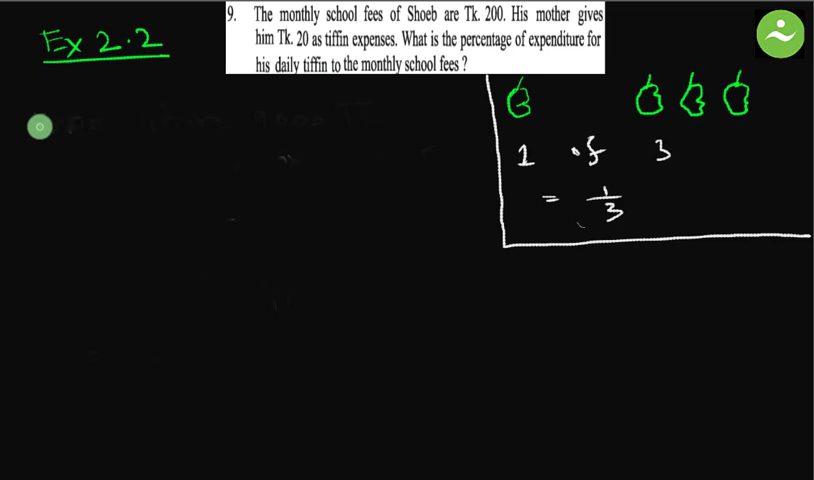 Ex 2.2
9. The monthly school fees of Shoeb are Tk. 200. His mother gives
him Tk. 20 as tiffin expenses. What is the percentage of expenditure for
his daily tiffin to the monthly school fees ?
1 of 3
= 1/3